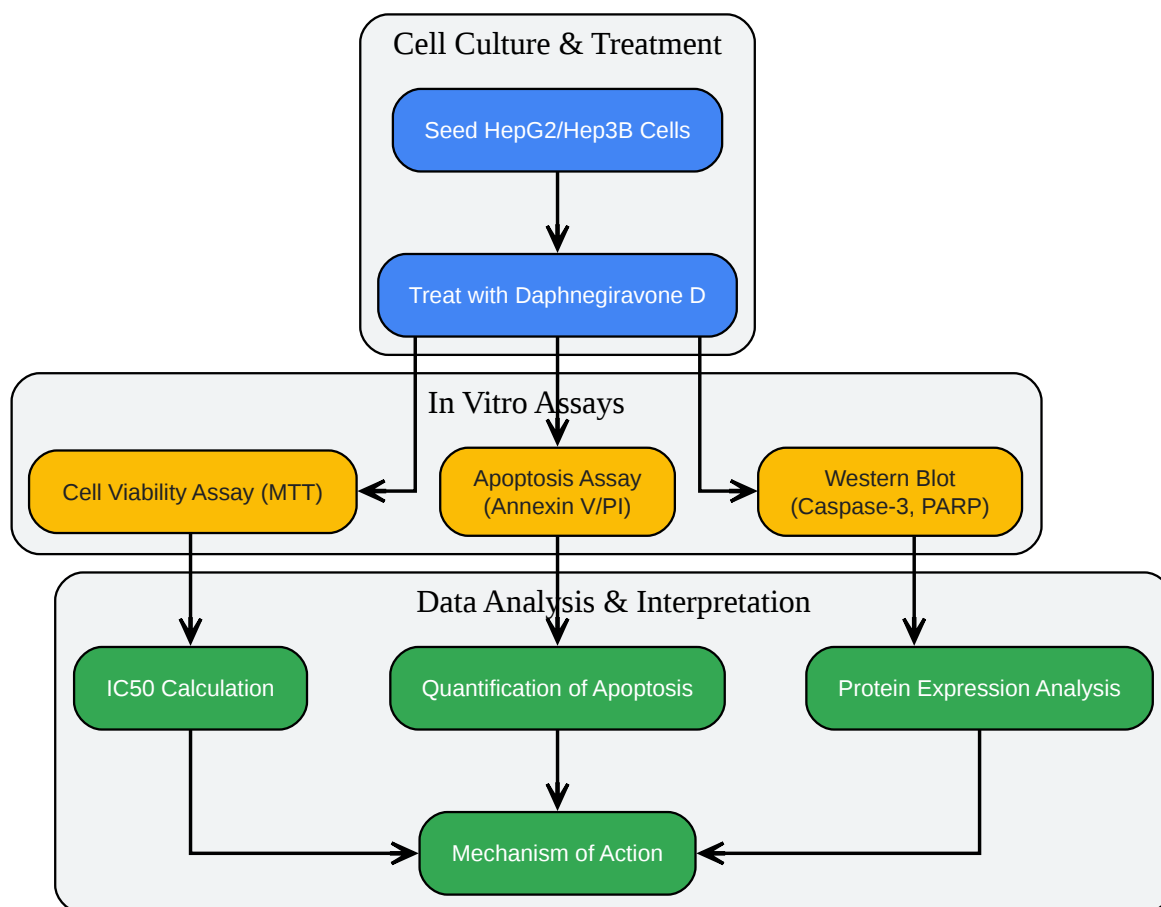 Cell Culture & Treatment
Seed HepG2/Hep3B Cells
Treat with Daphnegiravone D
In Vitro Assays
Cell Viability Assay (MTT)
Apoptosis Assay
(Annexin V/PI)
Western Blot
(Caspase-3, PARP)
Data Analysis & Interpretation
IC50 Calculation
Quantification of Apoptosis
Protein Expression Analysis
Mechanism of Action